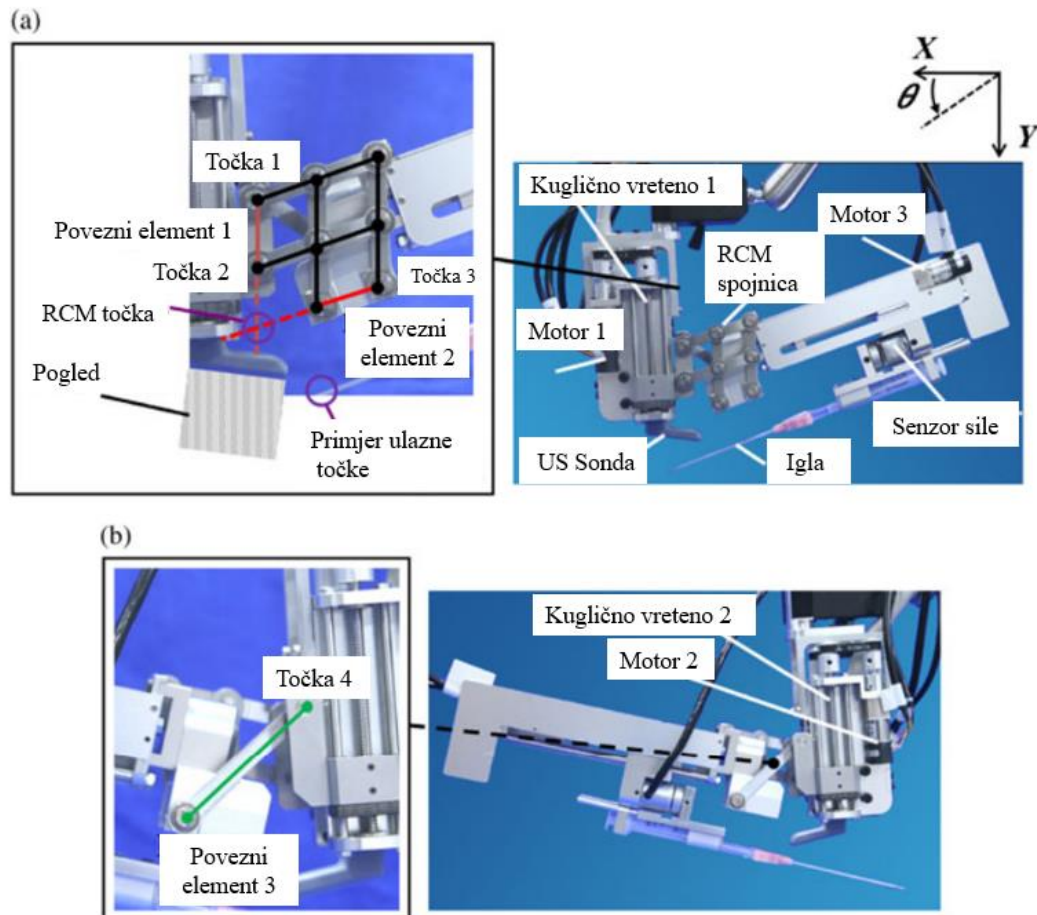 (a)
X
θ
Y
Točka 1
Povezni element 1
Točka 2
RCM točka
Pogled
Točka 3
Povezni
element 2
Primjer ulazne
točke
Kuglično vreteno 1
Motor 3
RCM
spojnica
Motor 1
Senzor sile
US Sonda
Igla
(b)
Točka 4
Povezni
element 3
Kuglično vreteno 2
Motor 2